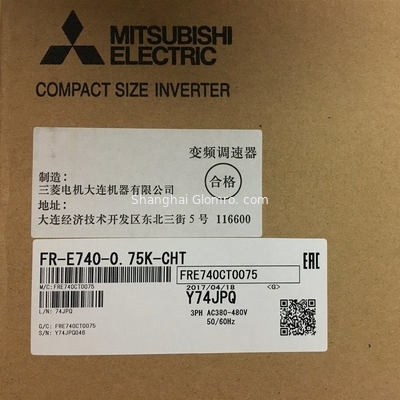 MITSUBISHI
ELECTRIC
COMPACT SIZE INVERTER
变频调速器
制造:
三菱电机大连机器有限公司
合格
地址:
大连经济技术开发区东北三街5号 116600
Shanghai Glomro.com
FR-E740-0.75K-CHT
FRE740CT0075
EAC
M/C: FRE740CT0075
2017/04/18 <G>
L/N: 74JPQ
Y74JPQ
3PH AC380-480V
50/60Hz
G/C: FRE740CT0075
S/N: Y74JPQ046